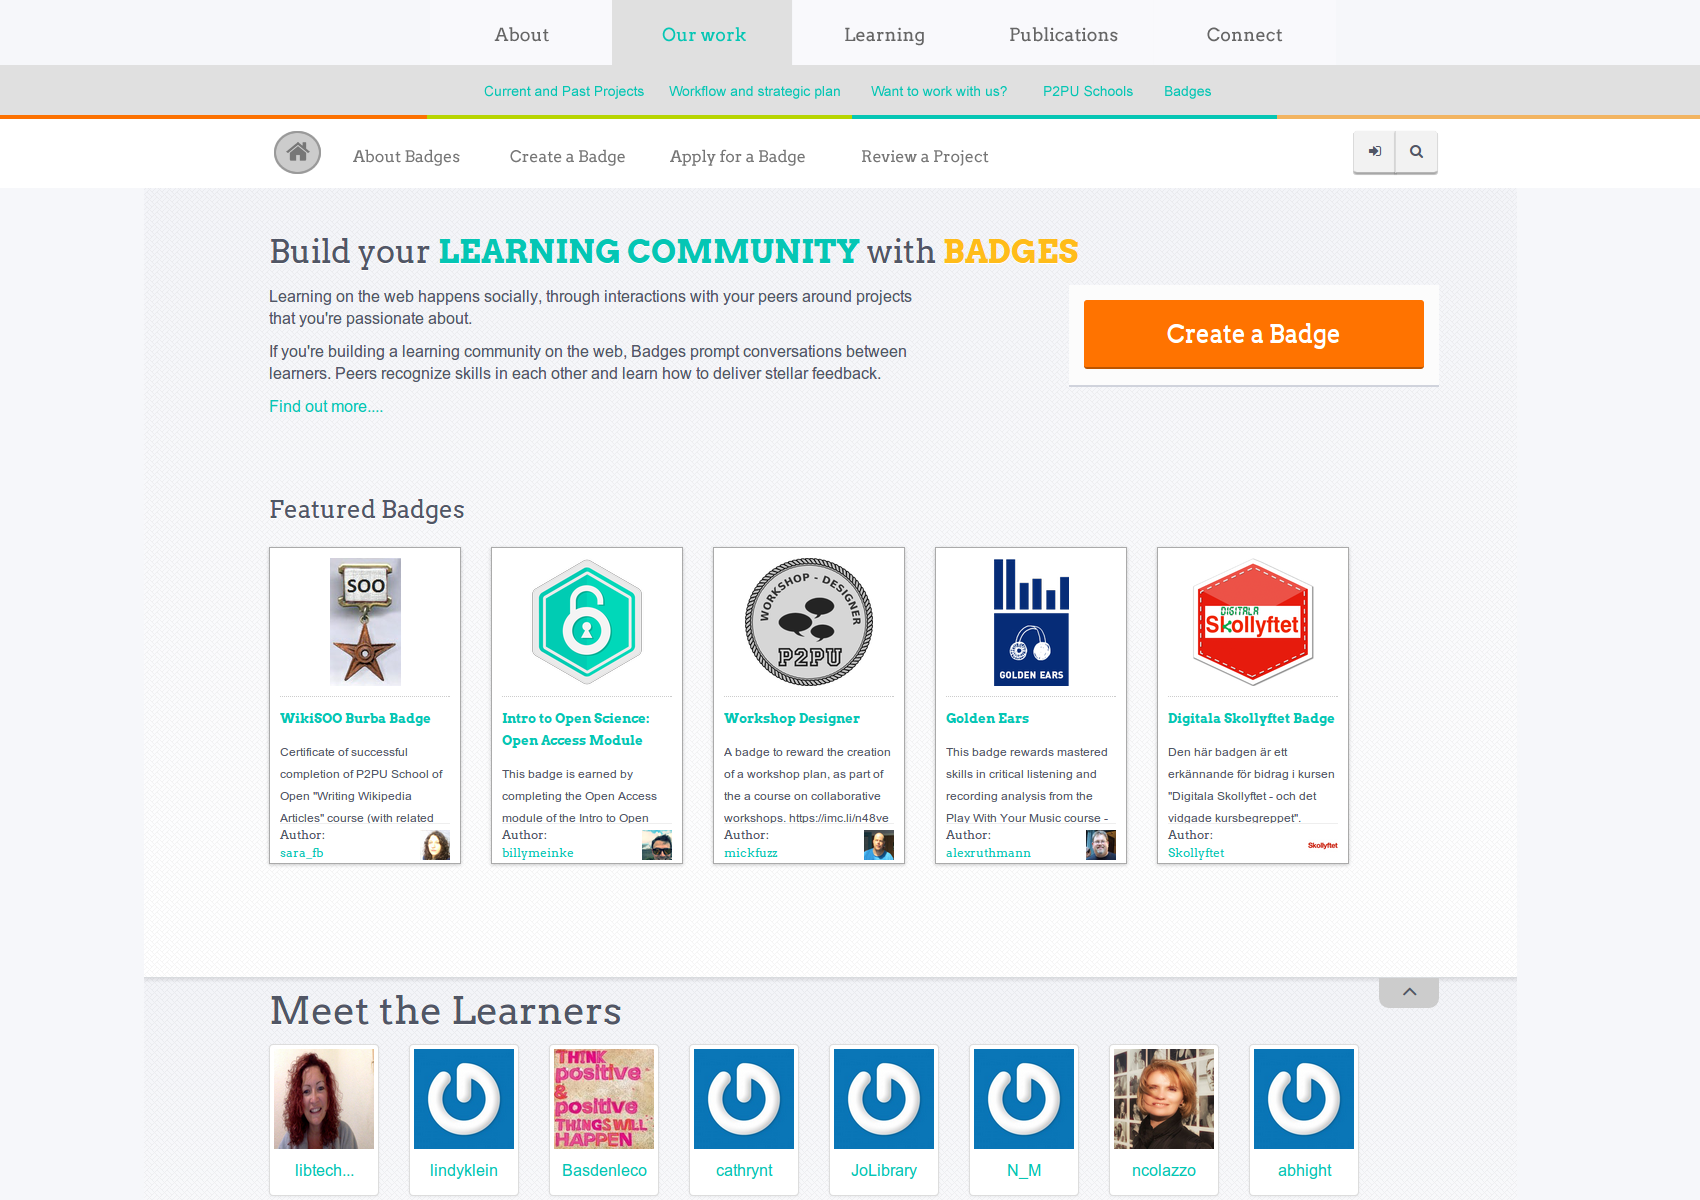 About Our work Learning Publications Connect
Current and Past Projects Workflow and strategic plan Want to work with us? P2PU Schools Badges
About Badges Create a Badge Apply for a Badge Review a Project
Build your LEARNING COMMUNITY with BADGES
Learning on the web happens socially, through interactions with your peers around projects
that you're passionate about.
If you're building a learning community on the web, Badges prompt conversations between
learners. Peers recognize skills in each other and learn how to deliver stellar feedback.
Find out more....
Create a Badge
Featured Badges
SOO
WikiSOO Burba Badge
Certificate of successful
completion of P2PU School of
Open "Writing Wikipedia
Articles" course (with related
Author:
sara_fb
Intro to Open Science:
Open Access Module
This badge is earned by
completing the Open Access
module of the Intro to Open
Author:
billymeinke
WORKSHOP - DESIGNER
P2PU
Workshop Designer
A badge to reward the creation
of a workshop plan, as part of
the a course on collaborative
workshops. https://imc.li/n48ve
Author:
mickfuzz
GOLDEN EARS
Golden Ears
This badge rewards mastered
skills in critical listening and
recording analysis from the
Play With Your Music course -
Author:
alexruthmann
DIGITALA
Skollyftet
Digitala Skollyftet Badge
Den här badgen är ett
erkännande för bidrag i kursen
"Digitala Skollyftet - och det
vidgade kursbegreppet".
Author:
Skollyftet
Skollyftet
Meet the Learners
THINK
positive
&
positive
THINGS WILL
HAPPEN
libtech... lindyklein Basdenleco cathrynt JoLibrary N_M ncolazzo abhight